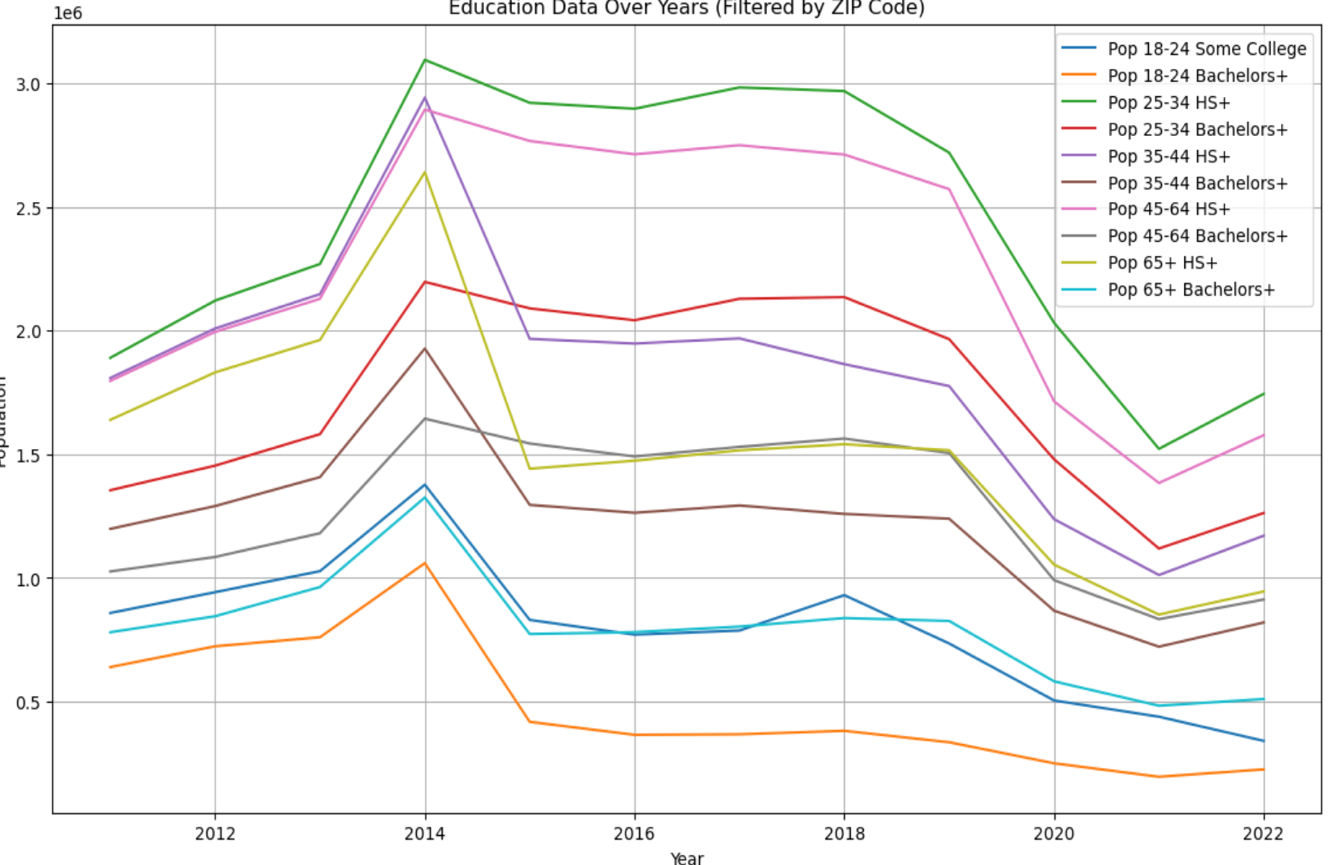 Education Data Over Years (Filtered by ZIP Code)
1e6
3.0
2.5
2.0
1.5
1.0
0.5
Population
Pop 18-24 Some College
Pop 18-24 Bachelors+
Pop 25-34 HS+
Pop 25-34 Bachelors+
Pop 35-44 HS+
Pop 35-44 Bachelors+
Pop 45-64 HS+
Pop 45-64 Bachelors+
Pop 65+ HS+
Pop 65+ Bachelors+
2012 2014 2016 2018 2020 2022
Year